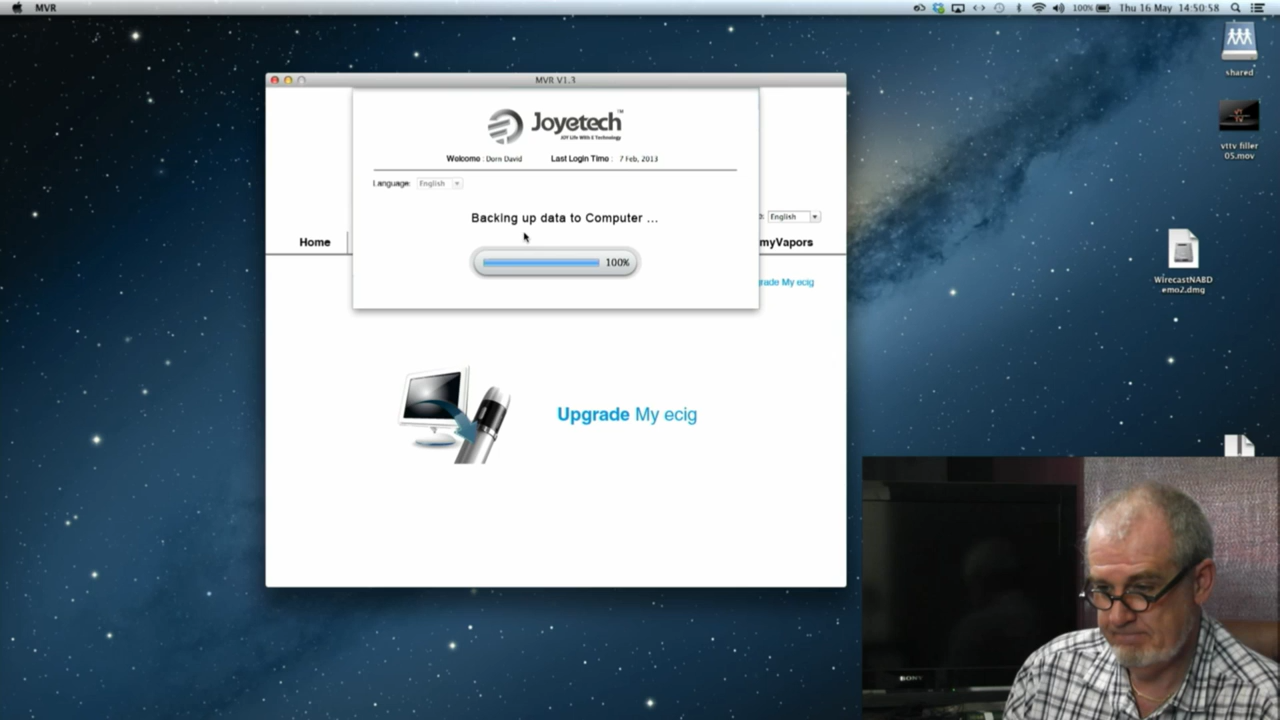 MVR
100%
Thu 16 May 14:50:58
MVR V1.3
Joyetech™
JOY Life With E Technology
Welcome : Dorn David
Last Login Time : 7 Feb, 2013
Language: English
Backing up data to Computer ...
100%
English
Home
myVapors
grade My ecig
Upgrade My ecig
shared
vttv filler
05.mov
WirecastNABD
emo2.dmg
SONY